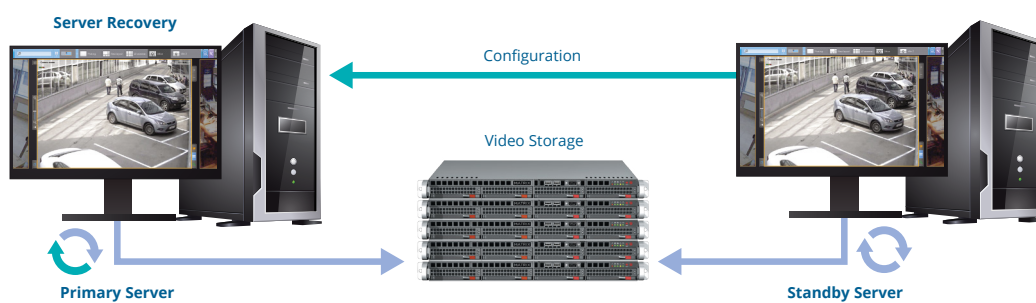 Server Recovery
Configuration
Video Storage
Primary Server
Standby Server